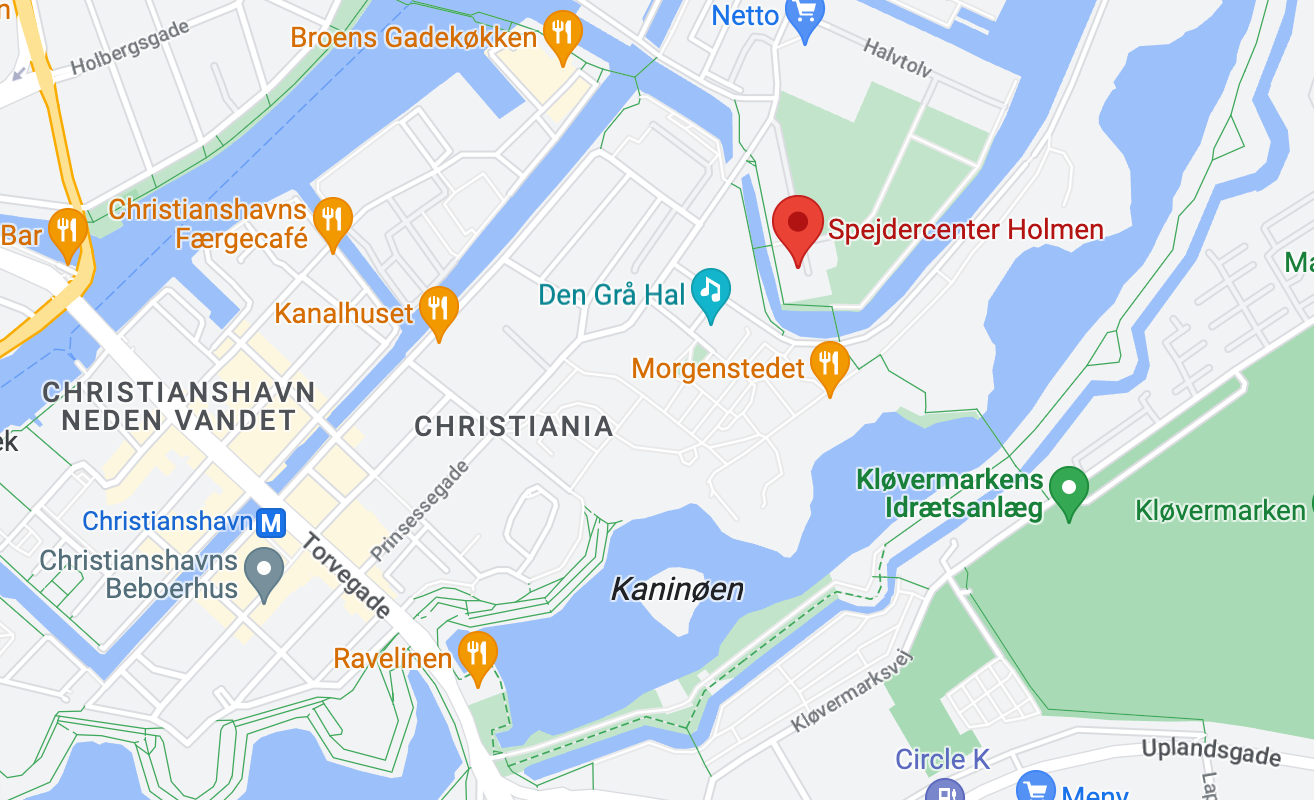 Netto
Broens Gadekøkken
Holbergsgade
Halvtolv
Christianshavns
Færgecafé
Bar
Spejdercenter Holmen
Den Grå Hal
Kanalhuset
Morgenstedet
CHRISTIANSHAVN
NEDEN VANDET
CHRISTIANIA
Kløvermarkens
Idrætsanlæg
Kløvermarken
Prinsessegade
Christianshavn M
Torvegade
Christianshavns
Beboerhus
Kaninøen
Ravelinen
Kløvermarksvej
Uplandsgade
Circle K
Meny